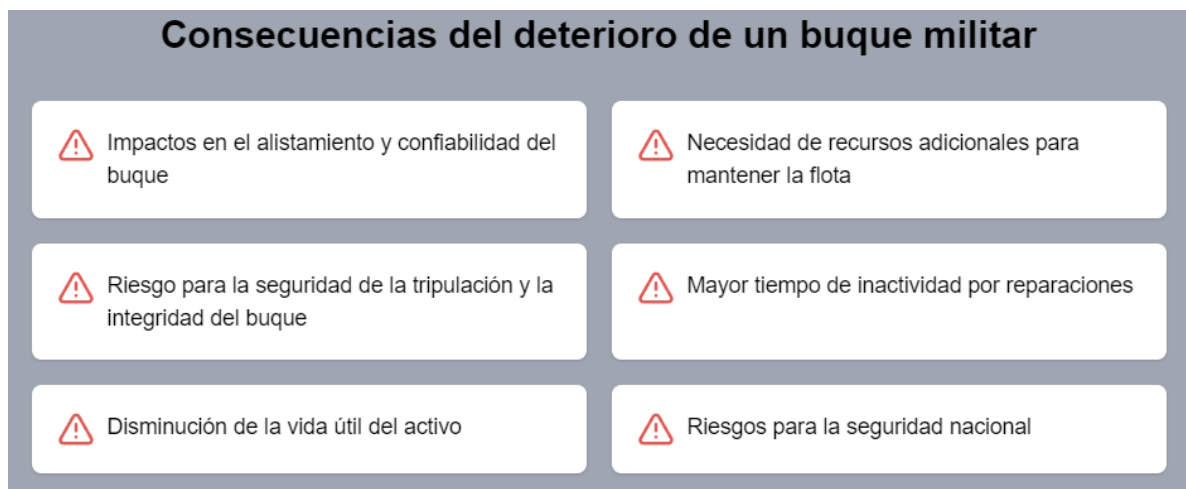 Consecuencias del deterioro de un buque militar
Impactos en el alistamiento y confiabilidad del
buque
Necesidad de recursos adicionales para
mantener la flota
Riesgo para la seguridad de la tripulación y la
integridad del buque
Mayor tiempo de inactividad por reparaciones
Disminución de la vida útil del activo
Riesgos para la seguridad nacional